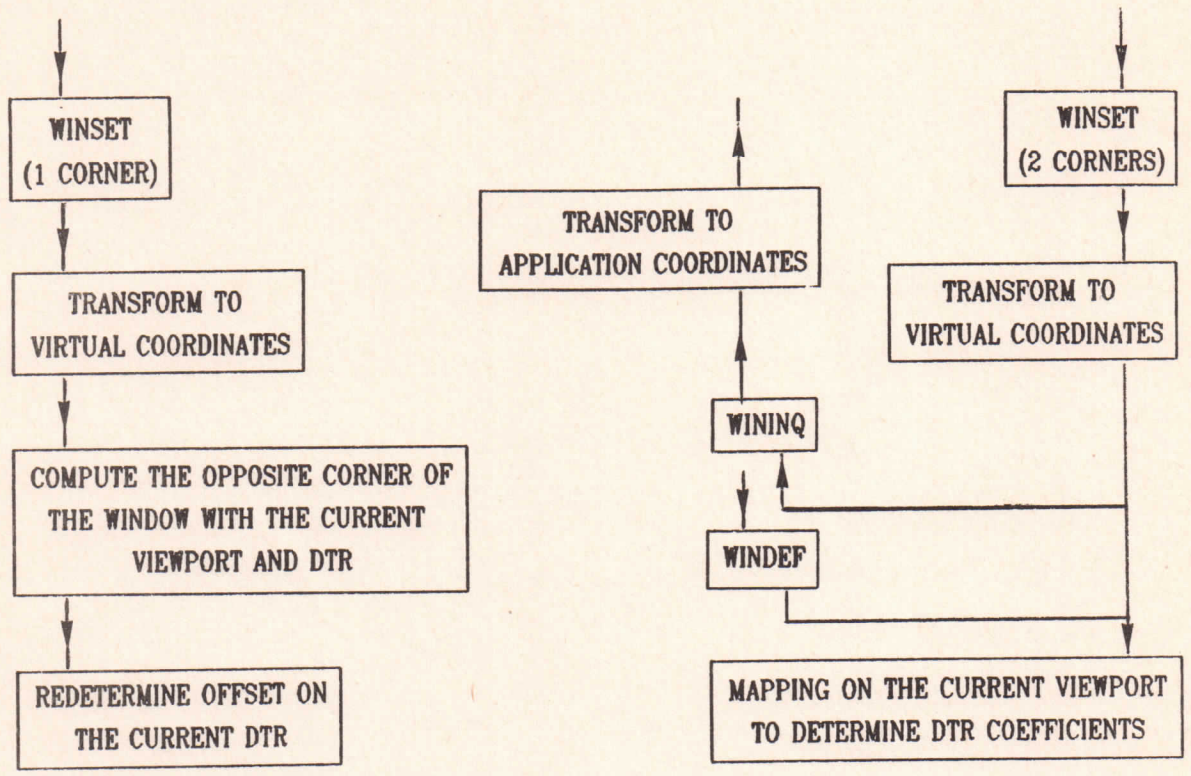 WINSET
(1 CORNER)
TRANSFORM TO
VIRTUAL COORDINATES
COMPUTE THE OPPOSITE CORNER OF
THE WINDOW WITH THE CURRENT
VIEWPORT AND DTR
REDETERMINE OFFSET ON
THE CURRENT DTR
TRANSFORM TO
APPLICATION COORDINATES
WININQ
WINDEF
WINSET
(2 CORNERS)
TRANSFORM TO
VIRTUAL COORDINATES
MAPPING ON THE CURRENT VIEWPORT
TO DETERMINE DTR COEFFICIENTS